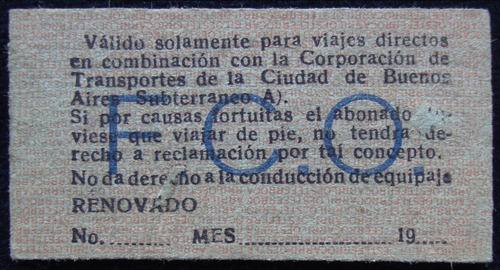 Válido solamente para viajes directos
en combinación con la Corporación de
Transportes de la Ciudad de Buenos
Aires Subterraneo A).
Si por causas fortuitas el abonado tu-
viese que viajar de pie, no tendra de-
recho a reclamación por tal concepto.
No da derecho a la conducción de equipaje
RENOVADO
No. .......... MES .................... 19.....
F.C.O.